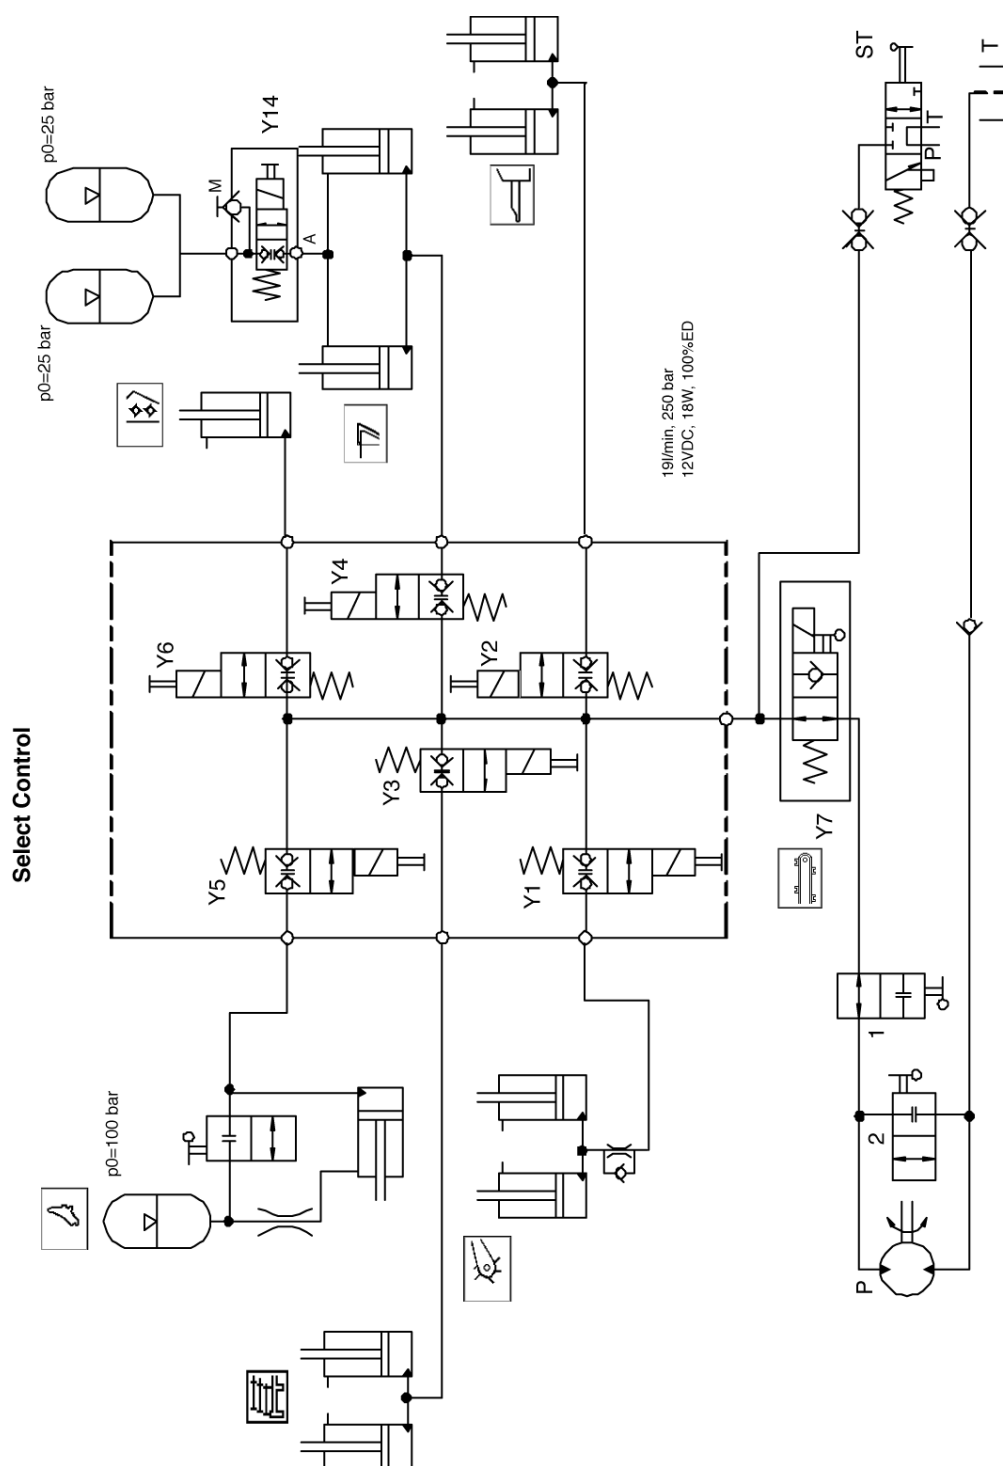 Select Control
p0=25 bar
p0=25 bar
Y14
M
A
ST
T
P
T
19l/min, 250 bar
12VDC, 18W, 100%ED
Y4
Y6
Y2
Y3
Y5
Y1
Y7
p0=100 bar
1
2
P